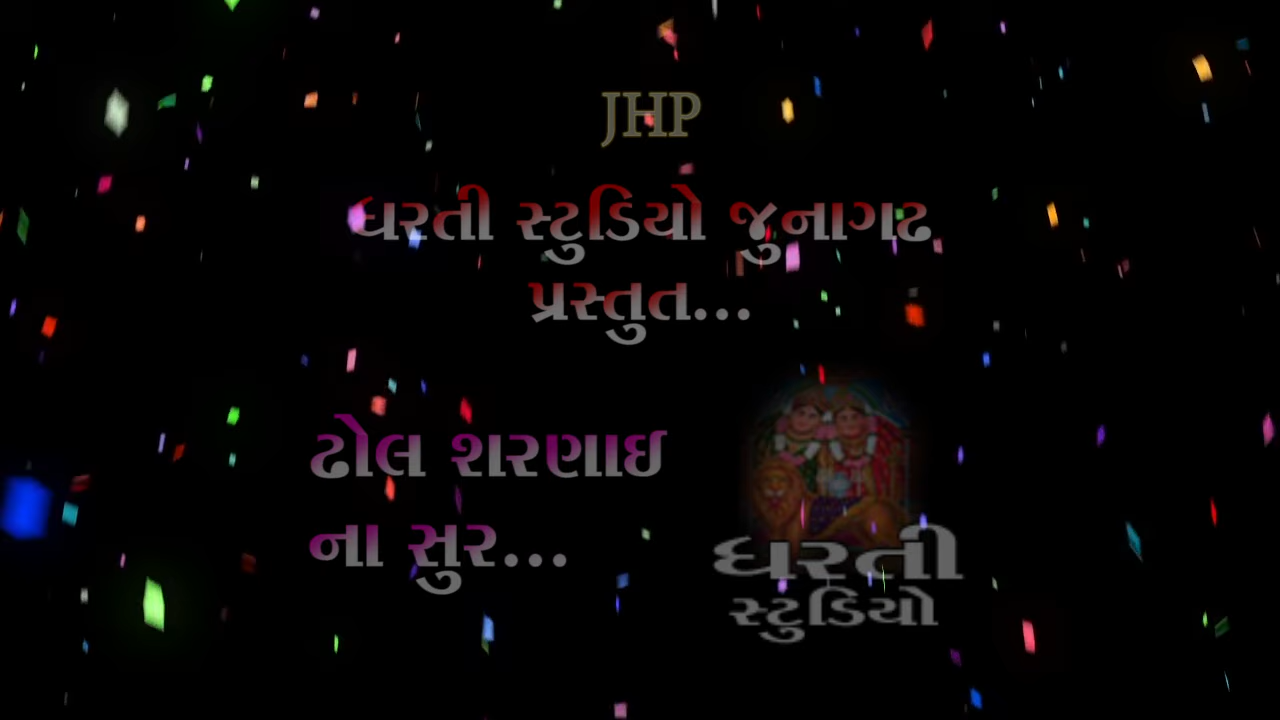 JHP
ધરતી સ્ટુડિયો જુનાગઢ
પ્રસ્તુત...
ઢોલ શરણાઇ
ના સુર...
ધરતી
સ્ટુડિયો